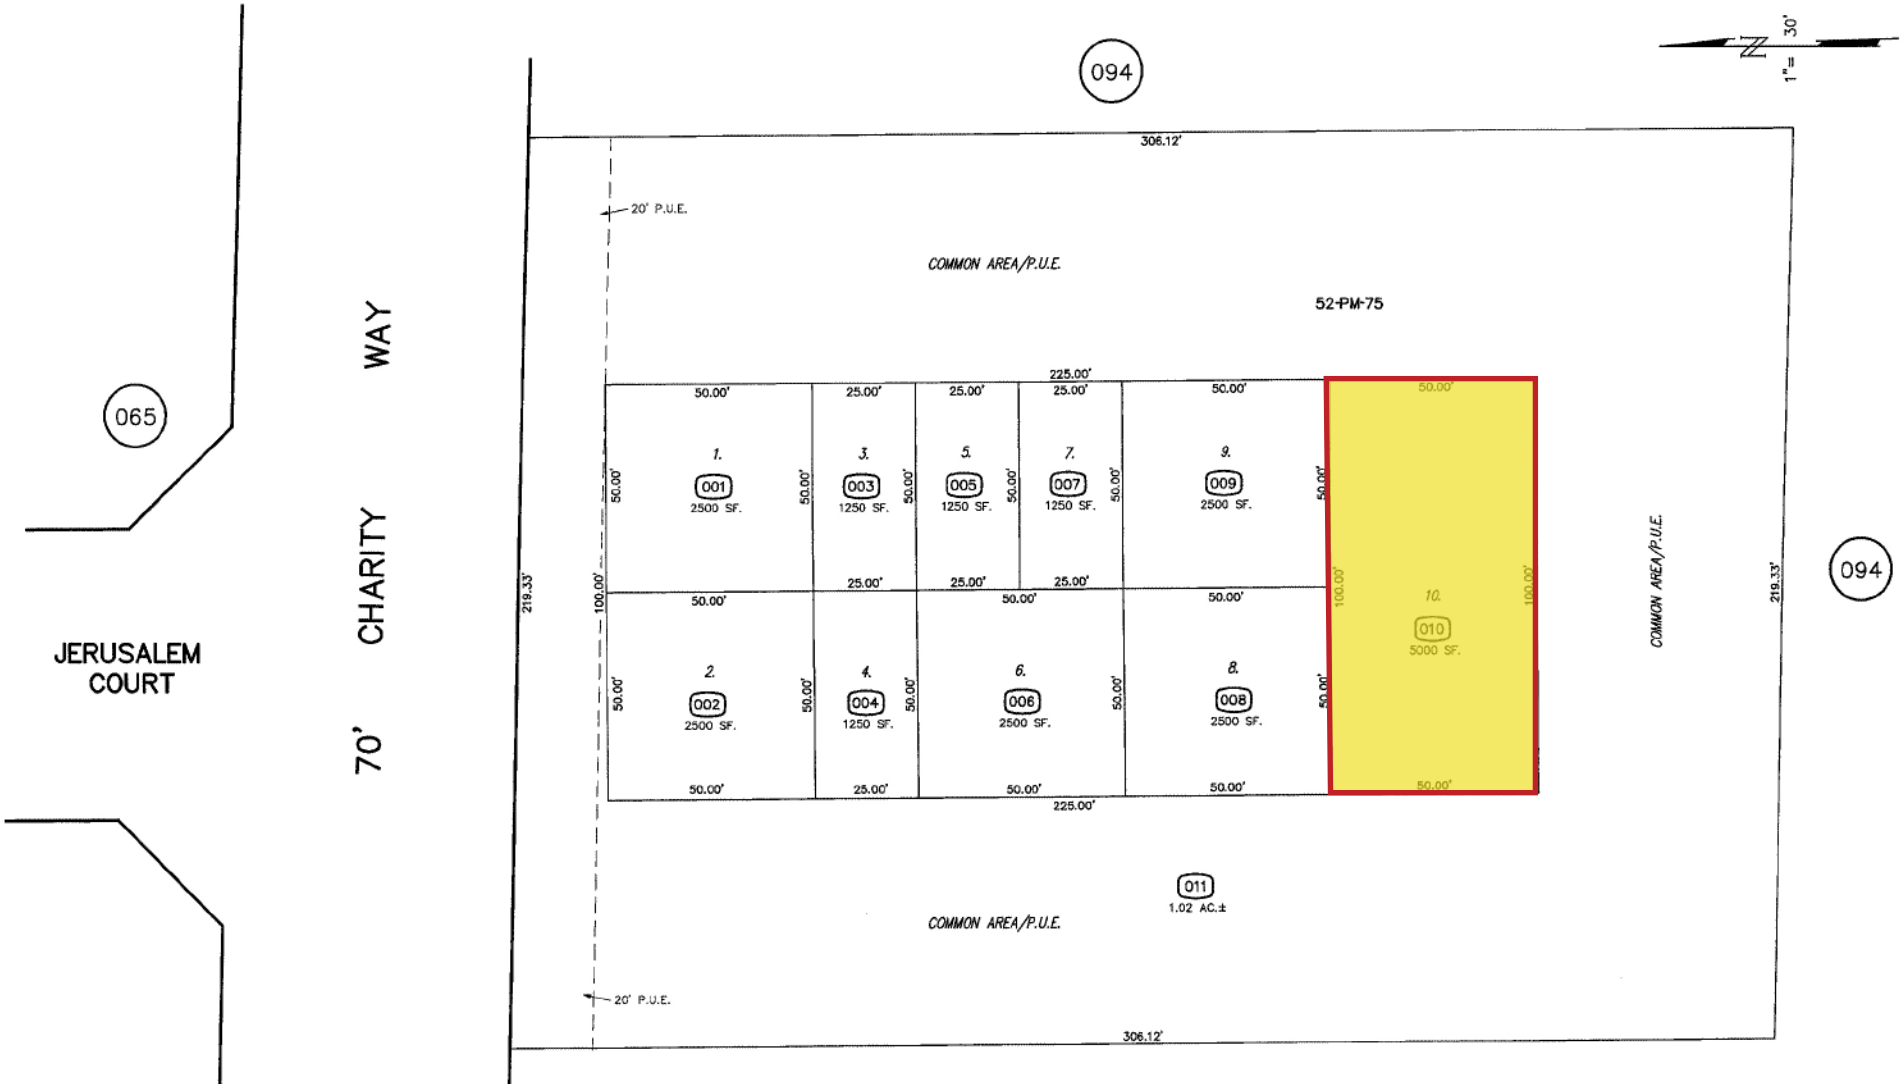 1"= 30'
N
094
306.12'
20' P.U.E.
COMMON AREA/P.U.E.
52-PM-75
70' CHARITY WAY
065
JERUSALEM
COURT
225.00'
50.00'
25.00'
25.00'
25.00'
50.00'
50.00'
1.
3.
5.
7.
9.
50.00'
001
50.00'
003
50.00'
005
50.00'
007
50.00'
009
50.00'
2500 SF.
1250 SF.
1250 SF.
1250 SF.
2500 SF.
COMMON AREA/P.U.E.
094
219.33'
219.33'
100.00'
25.00'
25.00'
25.00'
100.00'
100.00'
50.00'
50.00'
50.00'
10.
010
5000 SF.
2.
4.
6.
8.
50.00'
002
50.00'
004
50.00'
006
50.00'
008
50.00'
2500 SF.
1250 SF.
2500 SF.
2500 SF.
50.00'
25.00'
50.00'
50.00'
50.00'
225.00'
011
1.02 AC.±
COMMON AREA/P.U.E.
20' P.U.E.
306.12'